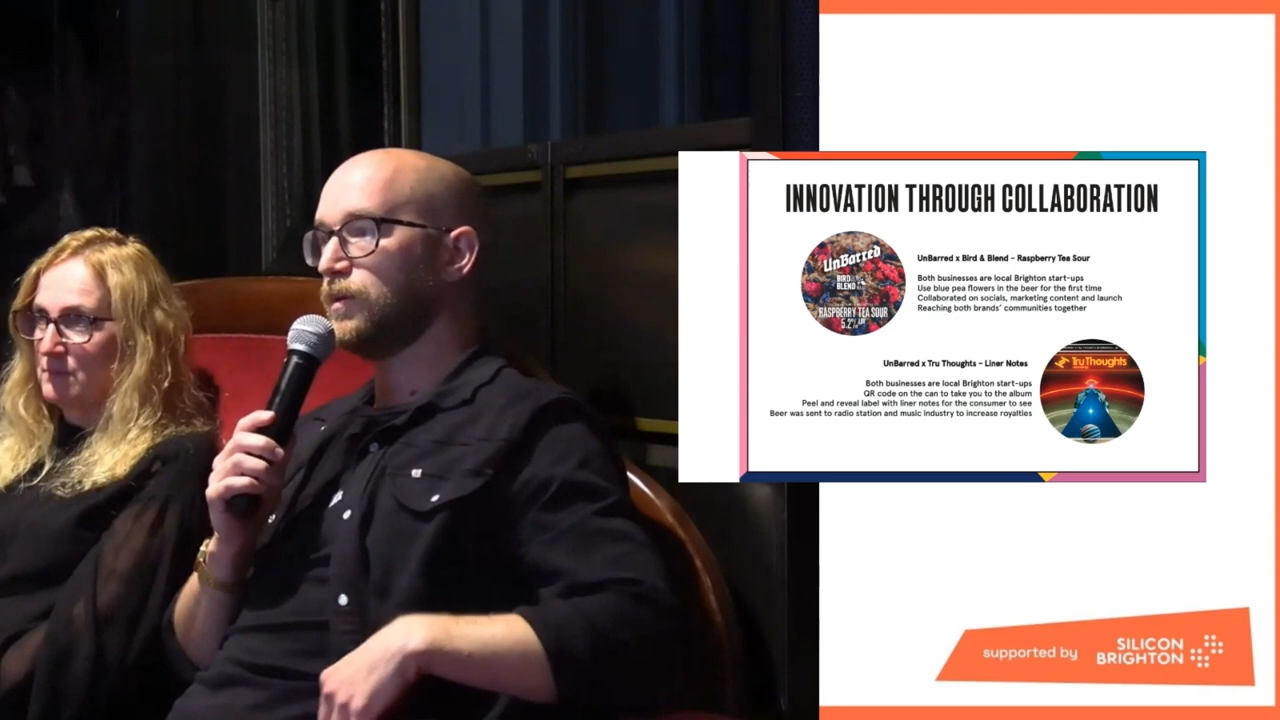 INNOVATION THROUGH COLLABORATION
UnBarred
BIRD &
BLEND
RASPBERRY TEA SOUR
5.2%
UnBarred x Bird & Blend - Raspberry Tea Sour
Both businesses are local Brighton start-ups
Use blue pea flowers in the beer for the first time
Collaborated on socials, marketing content and launch
Reaching both brands' communities together
UnBarred x Tru Thoughts - Liner Notes
Both businesses are local Brighton start-ups
QR code on the can to take you to the album
Peel and reveal label with liner notes for the consumer to see
Beer was sent to radio station and music industry to increase royalties
Tru Thoughts
supported by
SILICON
BRIGHTON